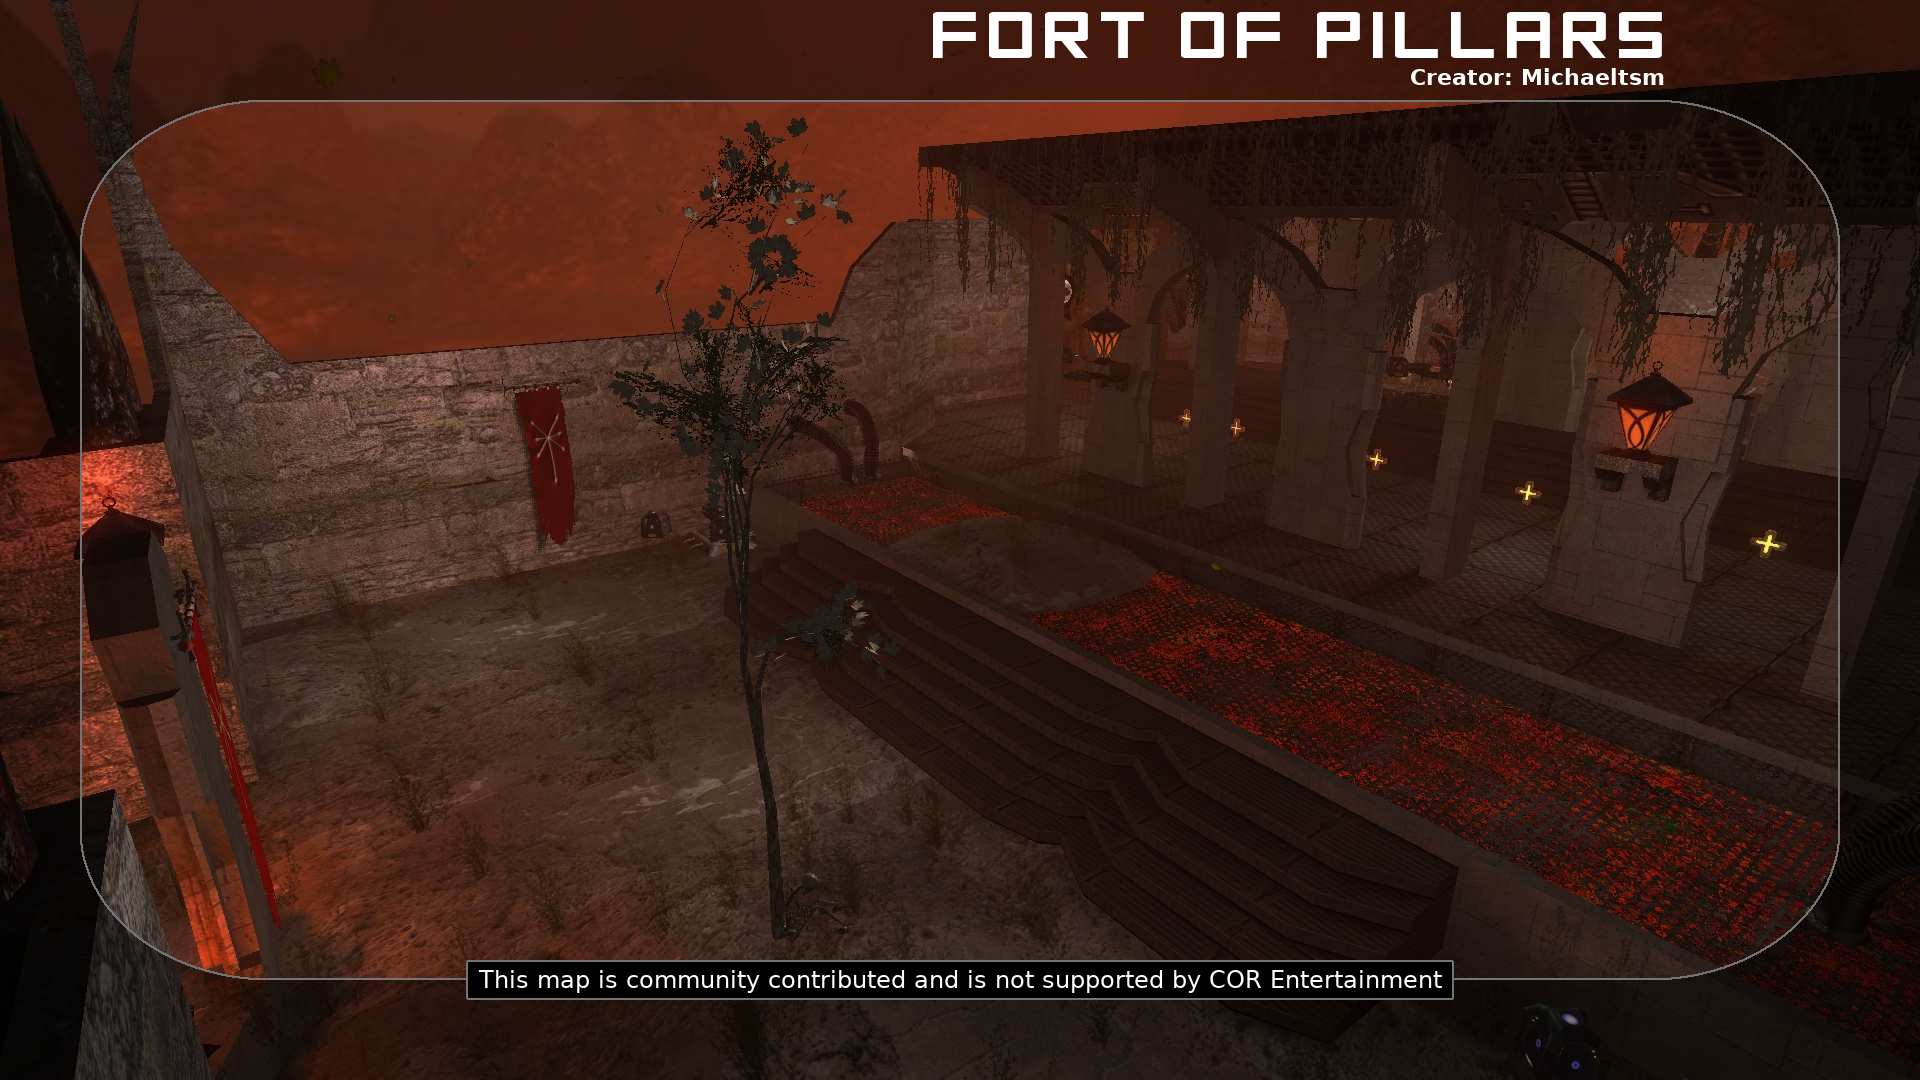 FORT OF PILLARS
Creator: Michaeltsm
This map is community contributed and is not supported by COR Entertainment